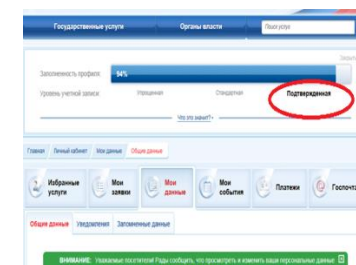 Государственные услуги Органы власти Поиск услуг
Закрыть
Заполненность профиля 94%
Уровень учетной записи Упрощенная Стандартная Подтвержденная
Что это значит?
Главная Личный кабинет Мои данные Общие данные
Избранные услуги Мои заявки Мои данные Мои события Платежи Госпочта
Общие данные Уведомления Запомненные данные
ВНИМАНИЕ: Уважаемые посетители! Рады сообщить, что просмотреть и изменить ваши персональные данные